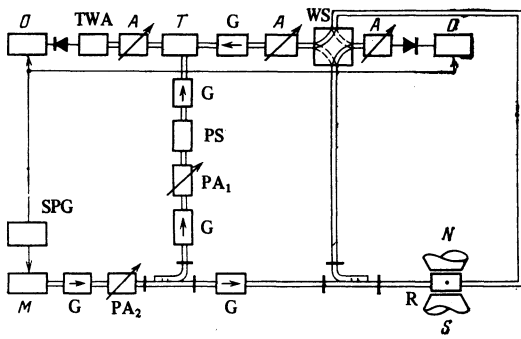 O TWA A T G A WS A O
G
PS
PA₁
G
SPG
M G PA₂ G R N
S